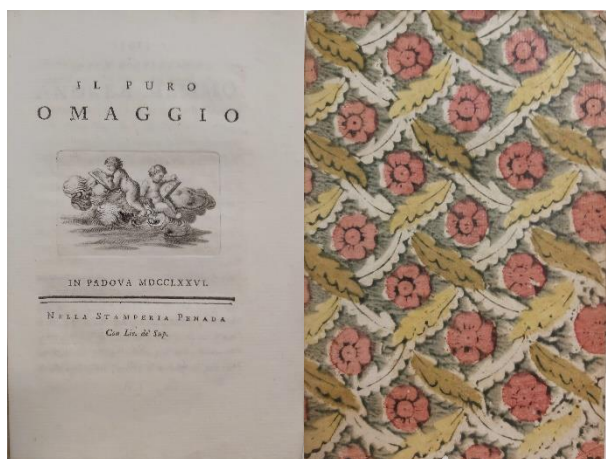 IL PURO
OMAGGIO
IN PADOVA MDCCLXXVI.
NELLA STAMPERIA PENADA
Con Lic. de' Sup.